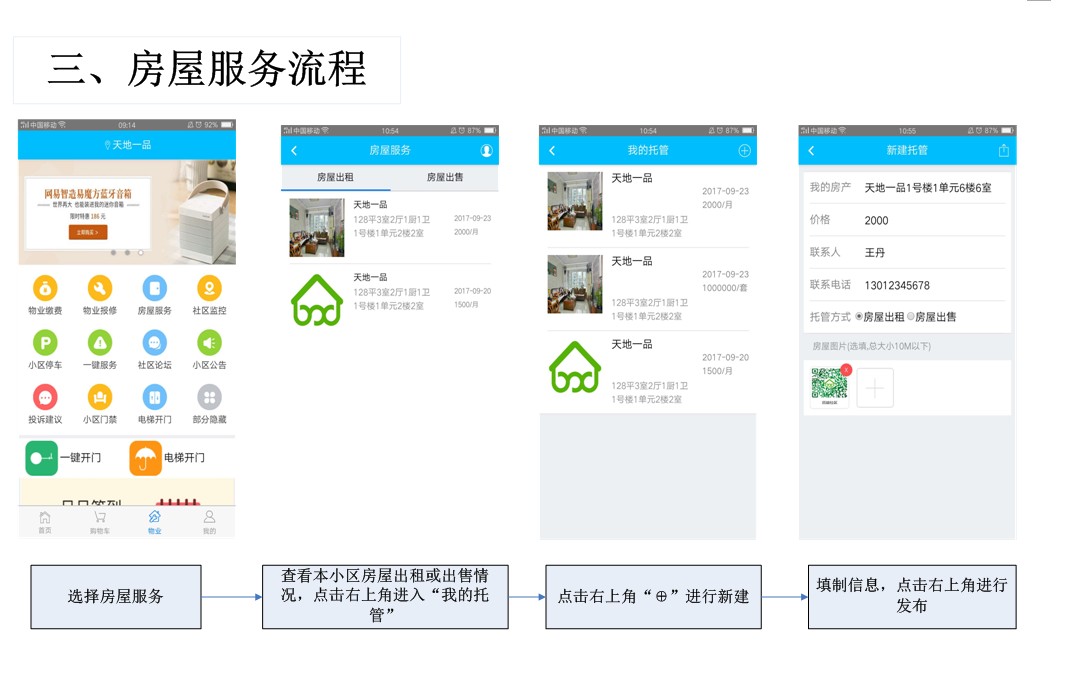 三、房屋服务流程
中国移动 09:14 92%
天地一品
网易智造易魔方蓝牙音箱
世界再大 也能装进我的迷你音箱
限时特惠 186 元
立即购买 >
物业缴费 物业报修 房屋服务 社区监控
P
小区停车 一键服务 社区论坛 小区公告
投诉建议 小区门禁 电梯开门 部分隐藏
一键开门 电梯开门
日日签到
首页 购物车 物业 我的
中国移动 10:54 87%
房屋服务
房屋出租 房屋出售
天地一品
128平3室2厅1厨1卫 2017-09-23
1号楼1单元2楼2室 2000/月
天地一品
128平3室2厅1厨1卫 2017-09-20
1号楼1单元2楼2室 1500/月
中国移动 10:54 87%
我的托管
天地一品
2017-09-23
2000/月
128平3室2厅1厨1卫
1号楼1单元2楼2室
天地一品
2017-09-23
1000000/套
128平3室2厅1厨1卫
1号楼1单元2楼2室
天地一品
2017-09-20
1500/月
128平3室2厅1厨1卫
1号楼1单元2楼2室
中国移动 10:55 87%
新建托管
我的房产 天地一品1号楼1单元6楼6室
价格 2000
联系人 王丹
联系电话 13012345678
托管方式 房屋出租 房屋出售
房屋图片(选填,总大小10M以下)
选择房屋服务
查看本小区房屋出租或出售情
况，点击右上角进入“我的托
管”
点击右上角“⊕”进行新建
填制信息，点击右上角进行
发布